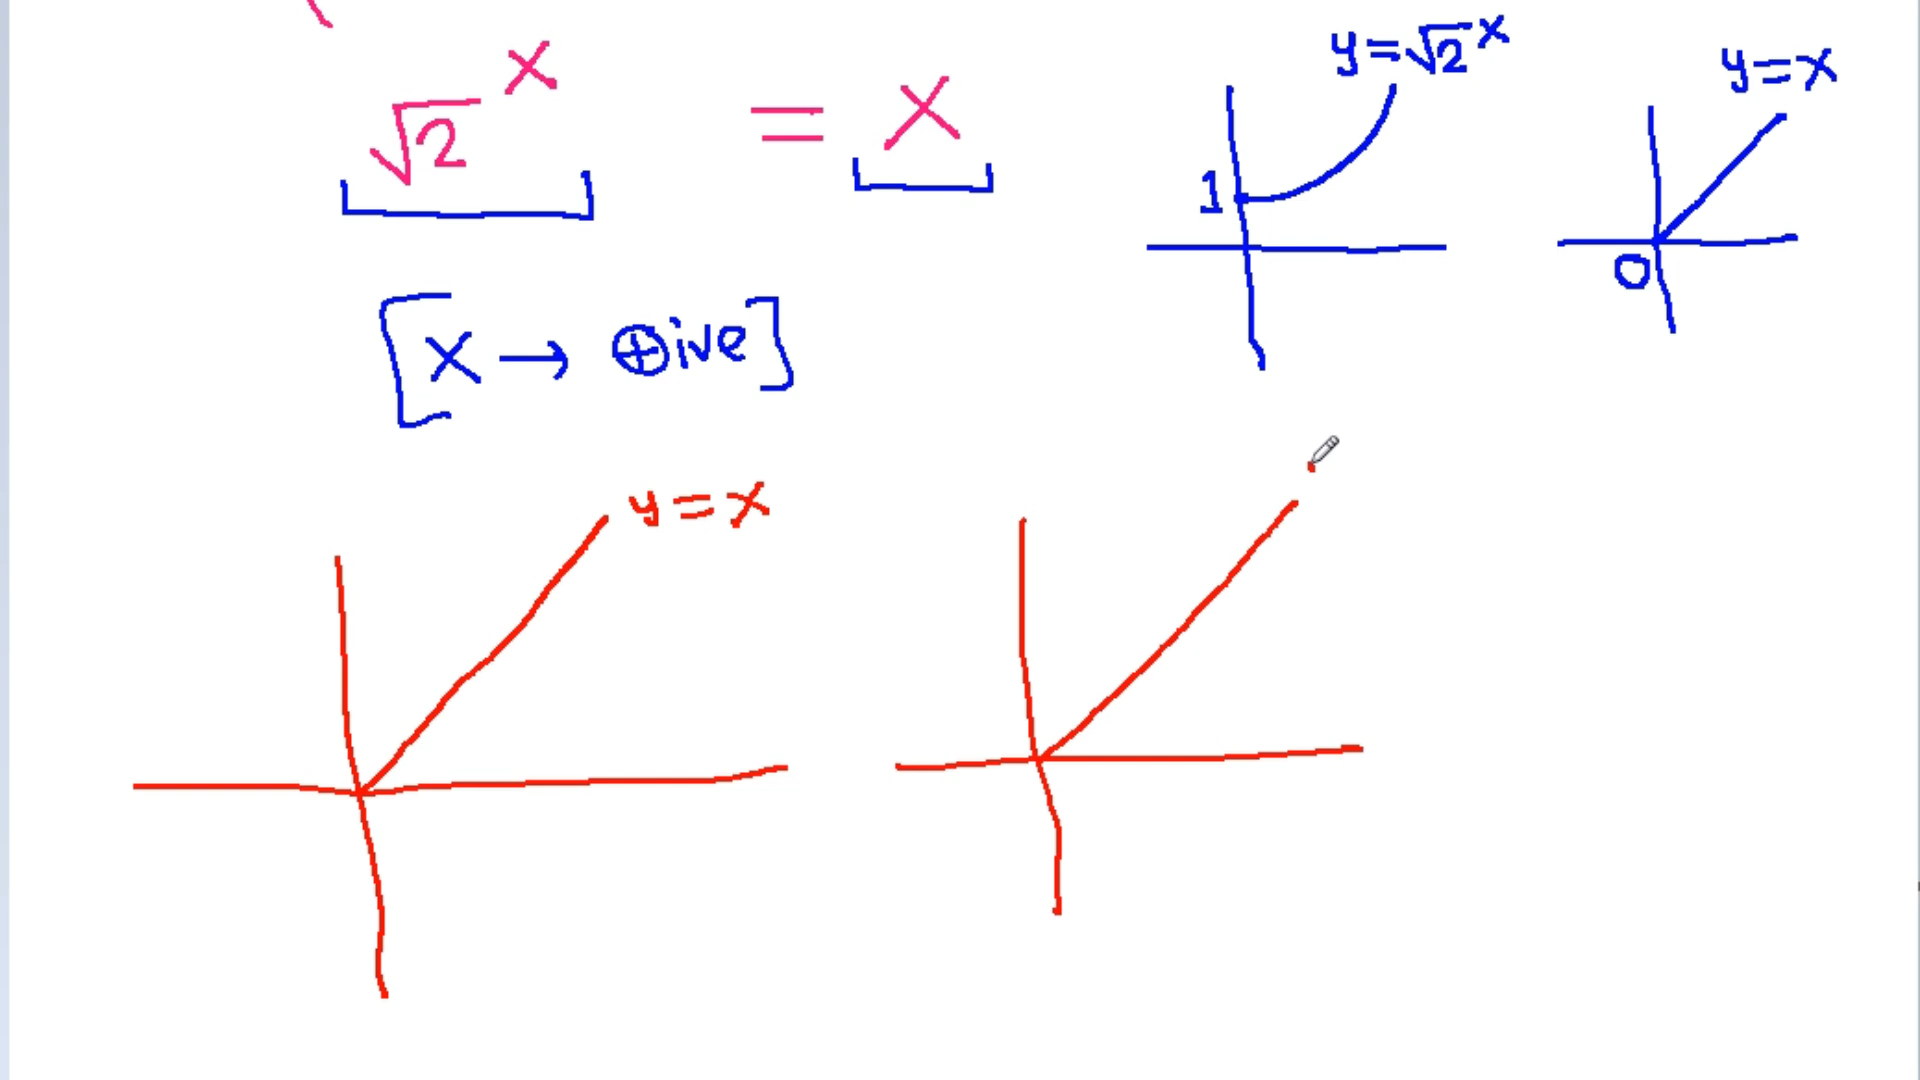 √2^x = x
y=√2^x
1
y=x
0
[x → ⊕ive]
y=x